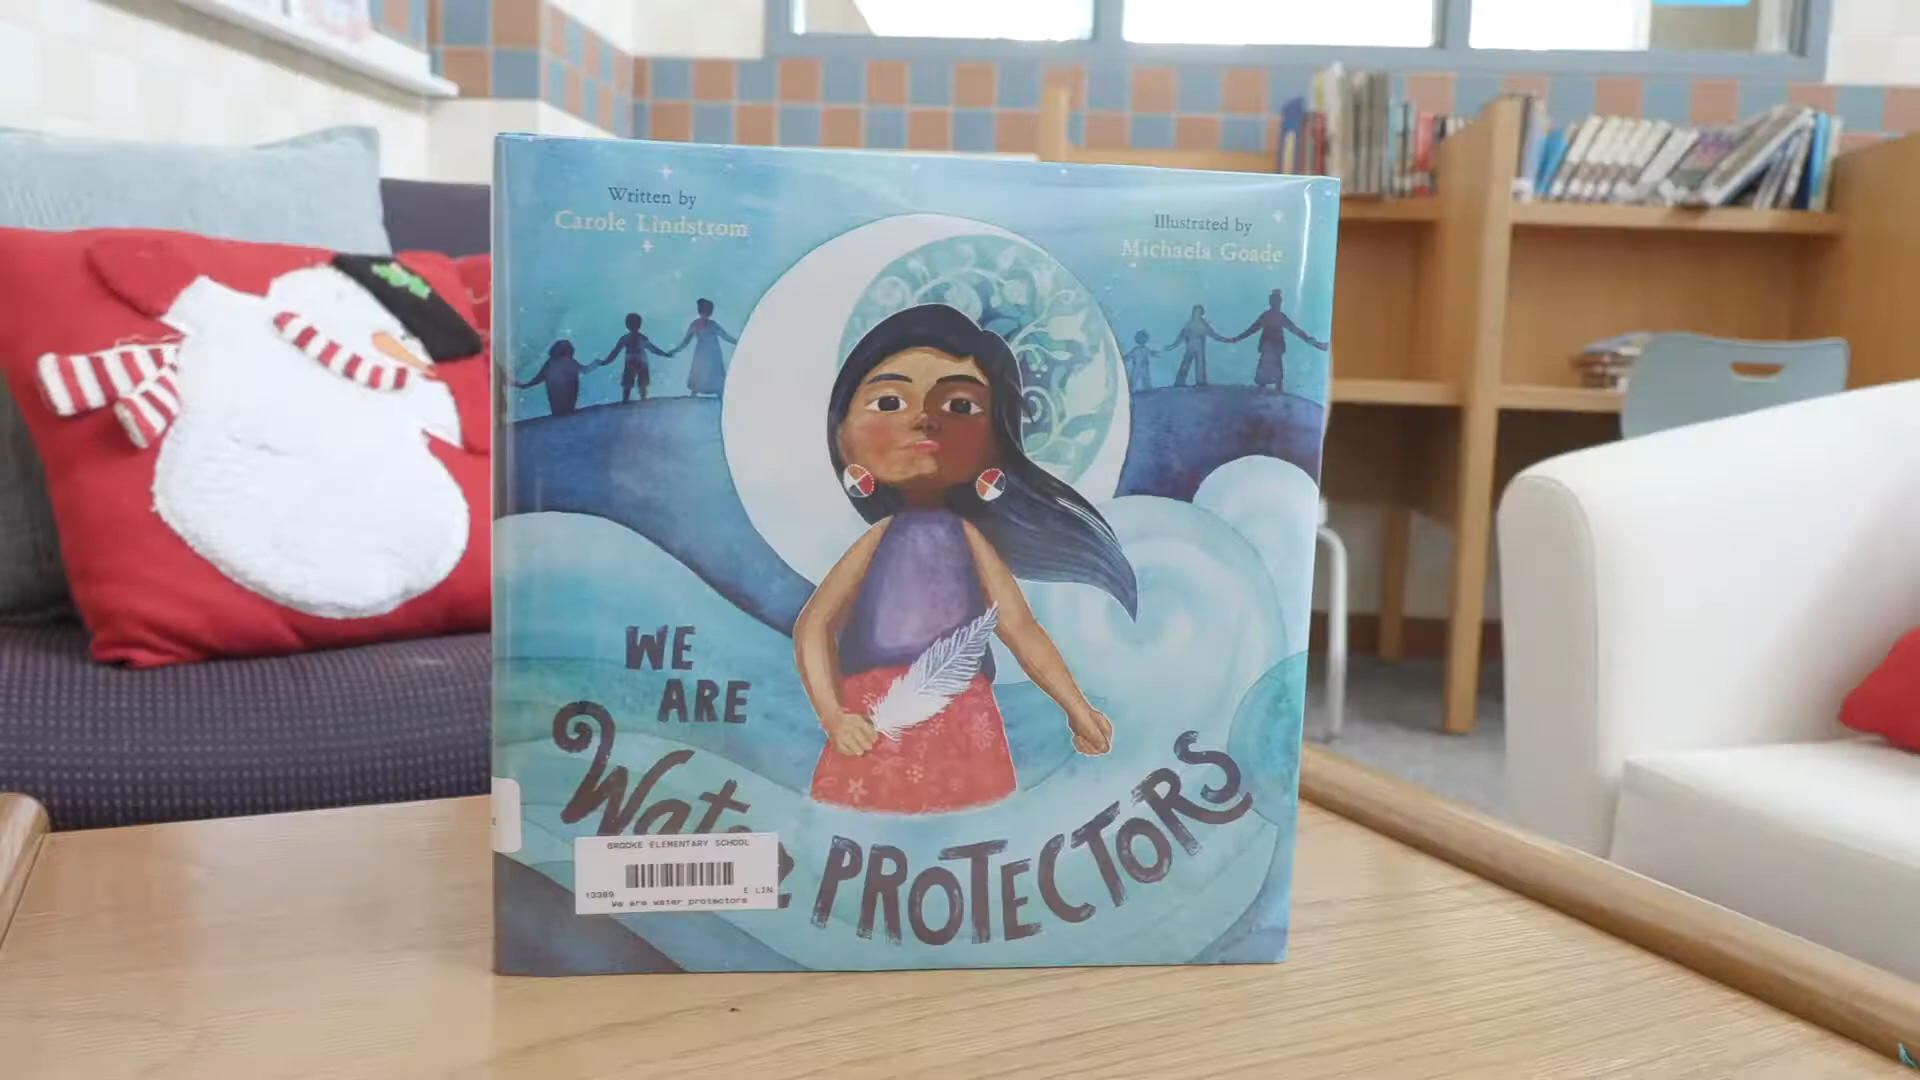 Written by
Carole Lindstrom
Illustrated by
Michaela Goade
WE
ARE
Water
PROTECTORS
BROOKE ELEMENTARY SCHOOL
13389
E LIN
We are water protectors